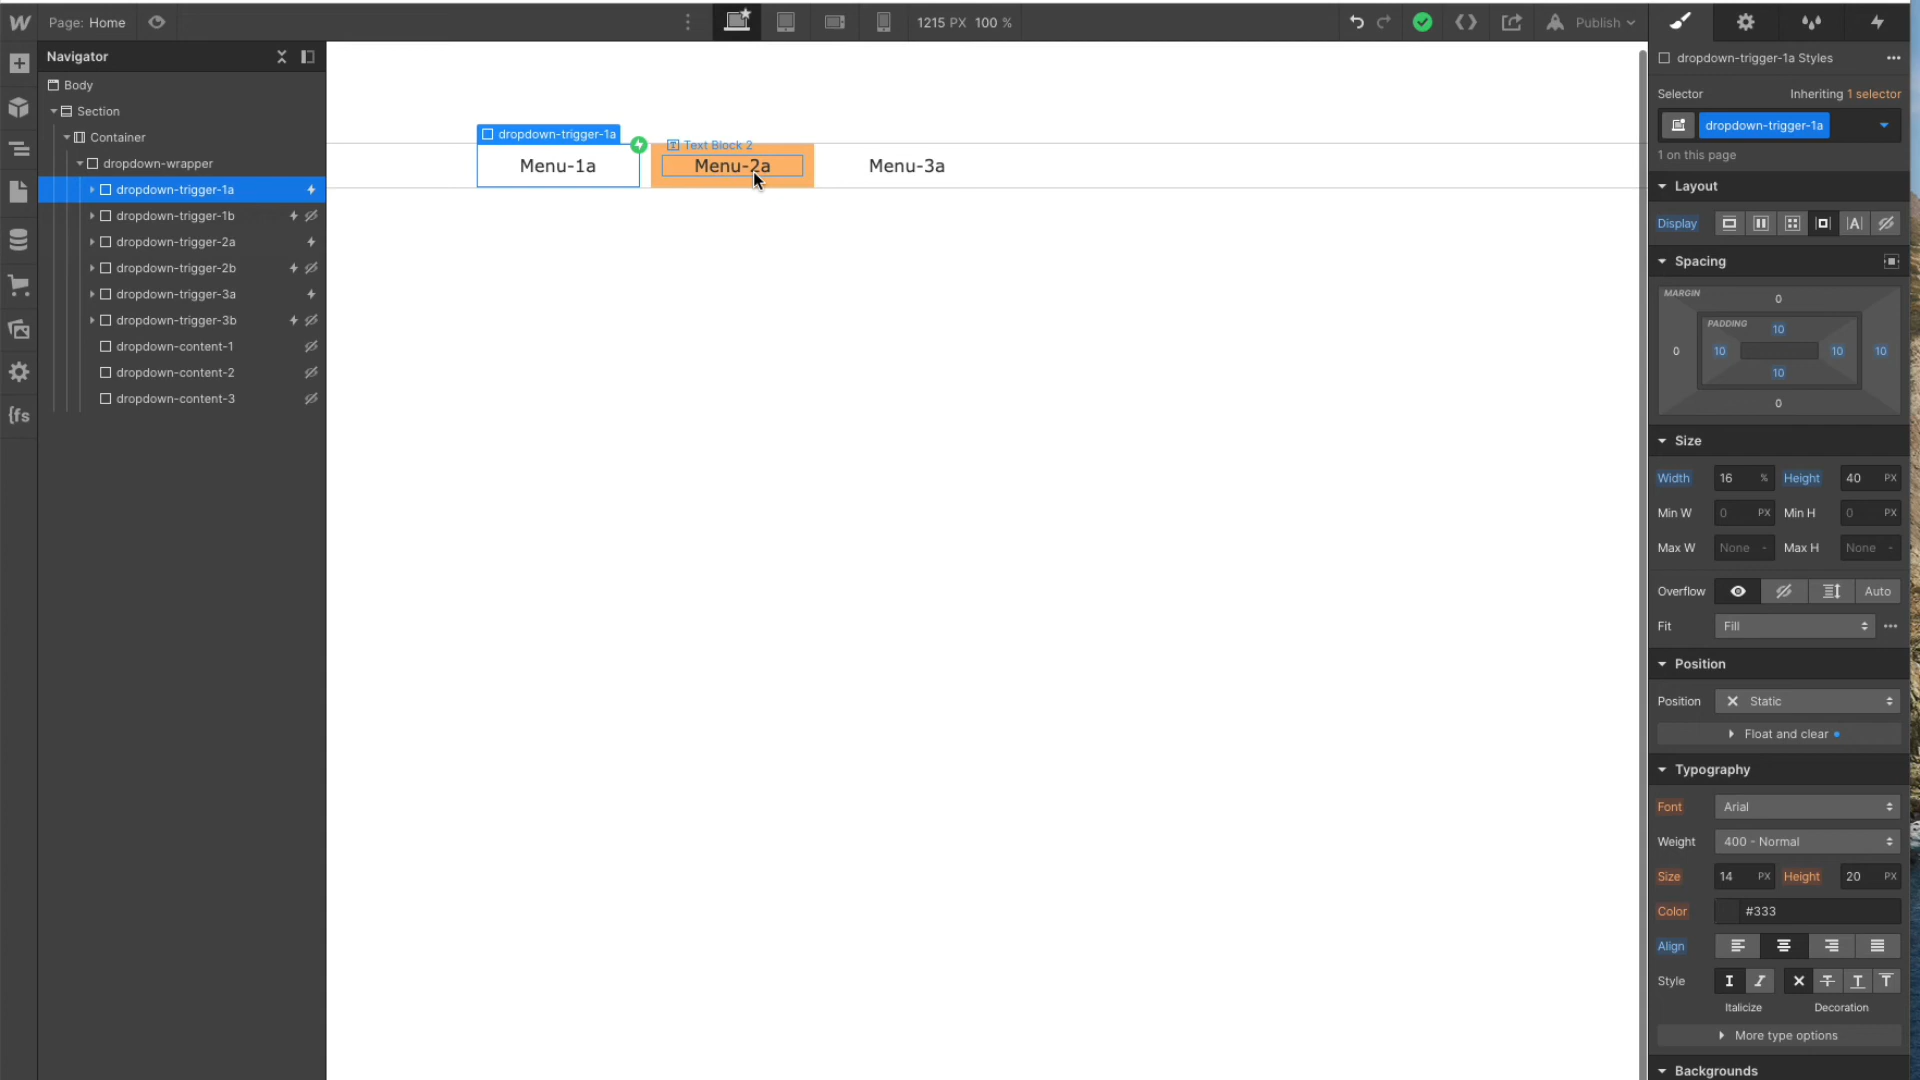 Page: Home
1215 PX 100 %
Publish
Navigator
Body
Section
Container
dropdown-wrapper
dropdown-trigger-1a
dropdown-trigger-1b
dropdown-trigger-2a
dropdown-trigger-2b
dropdown-trigger-3a
dropdown-trigger-3b
dropdown-content-1
dropdown-content-2
dropdown-content-3
{fs
dropdown-trigger-1a
Text Block 2
Menu-1a
Menu-2a
Menu-3a
dropdown-trigger-1a Styles
Selector
Inheriting 1 selector
dropdown-trigger-1a
1 on this page
Layout
Display
Spacing
MARGIN
0
PADDING
10
0 10 10 10
10
0
Size
Width 16 % Height 40 PX
Min W 0 PX Min H 0 PX
Max W None - Max H None -
Overflow Auto
Fit Fill
Position
Position Static
Float and clear
Typography
Font Arial
Weight 400 - Normal
Size 14 PX Height 20 PX
Color #333
Align
Style
Italicize Decoration
More type options
Backgrounds